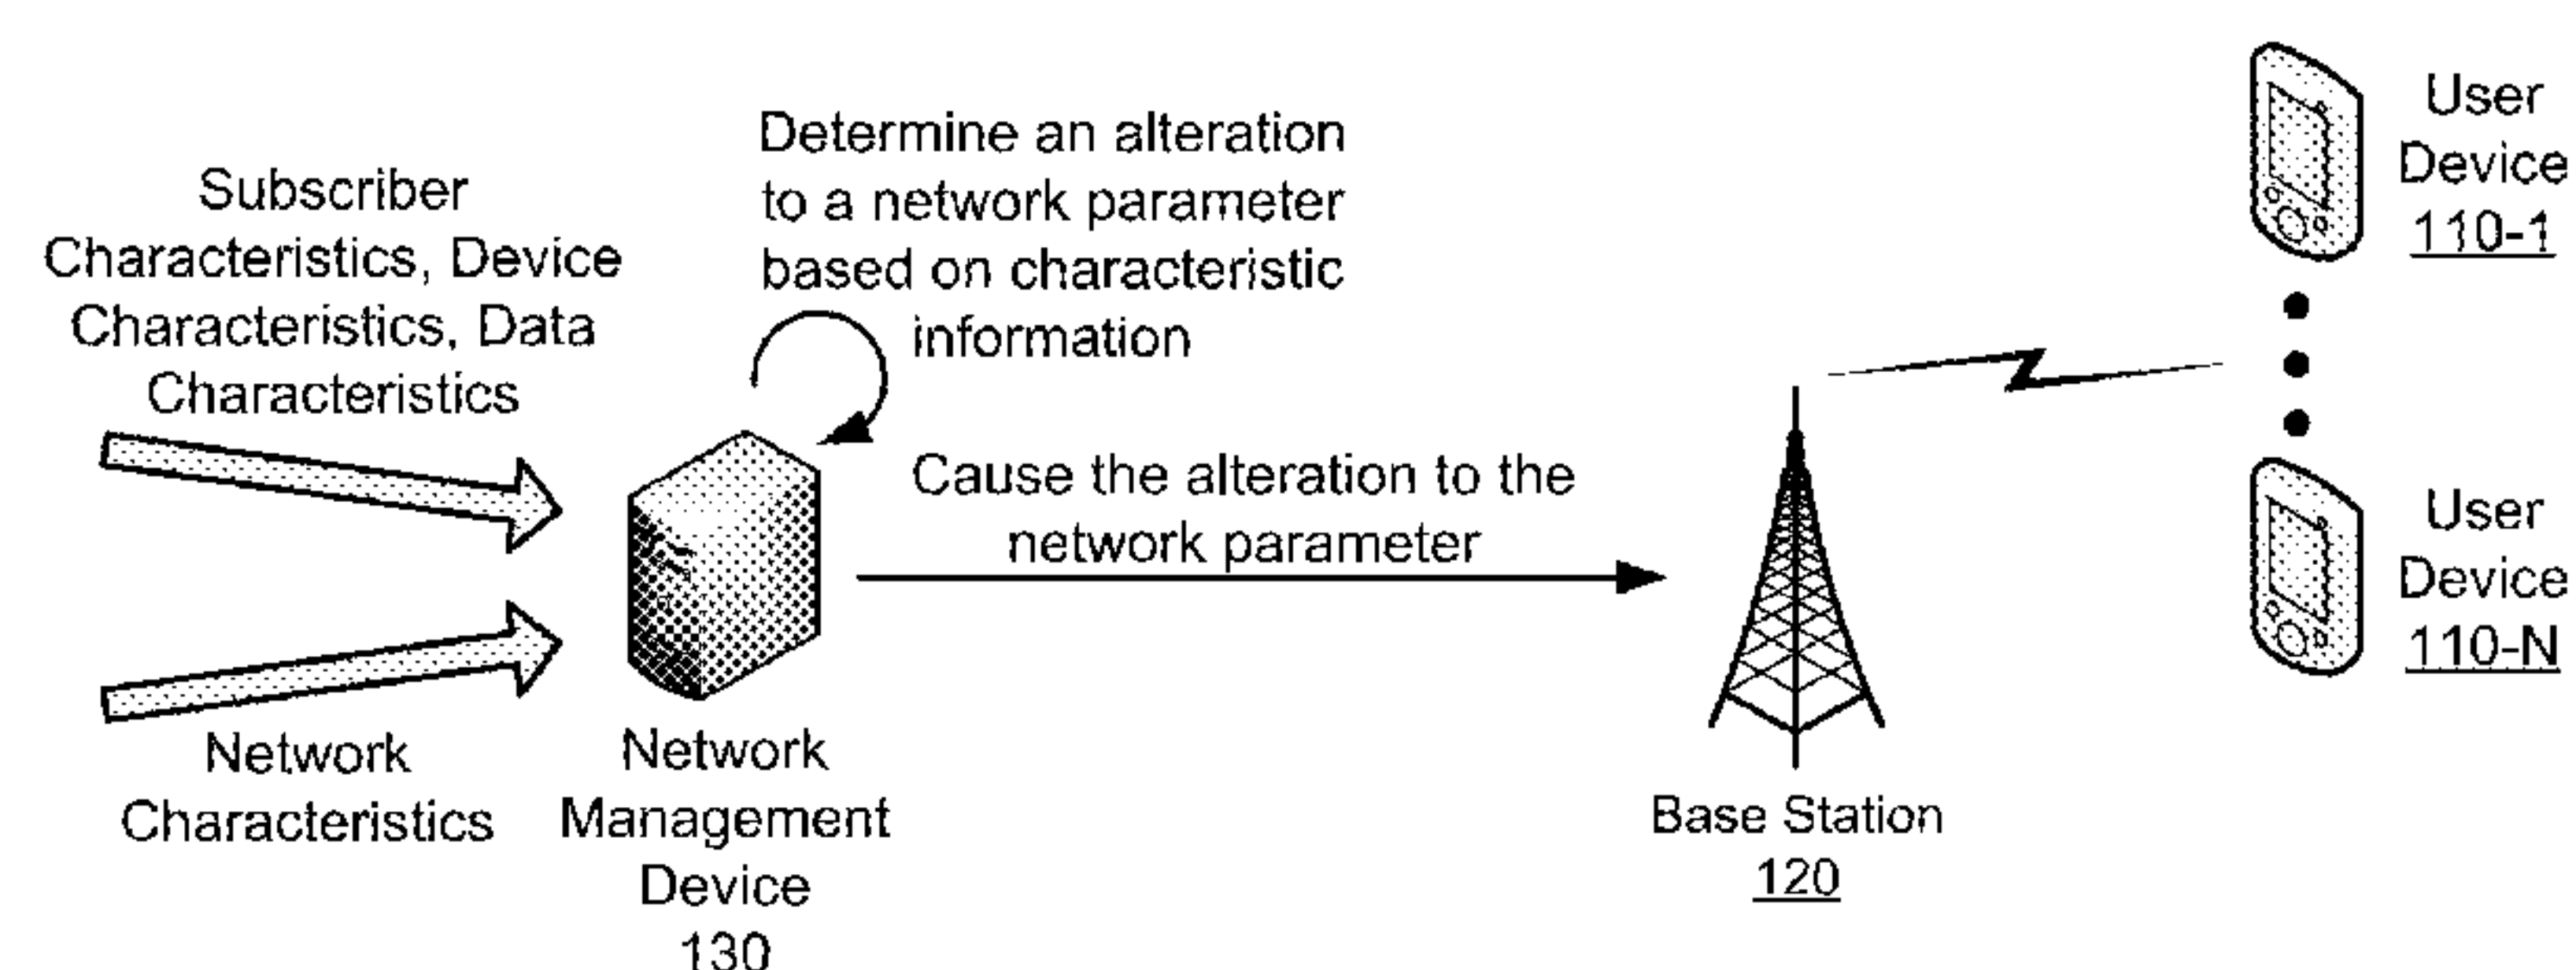 Subscriber
Characteristics, Device
Characteristics, Data
Characteristics
Determine an alteration
to a network parameter
based on characteristic
information
Cause the alteration to the
network parameter
Network
Characteristics
Network
Management
Device
130
Base Station
120
User
Device
110-1
User
Device
110-N